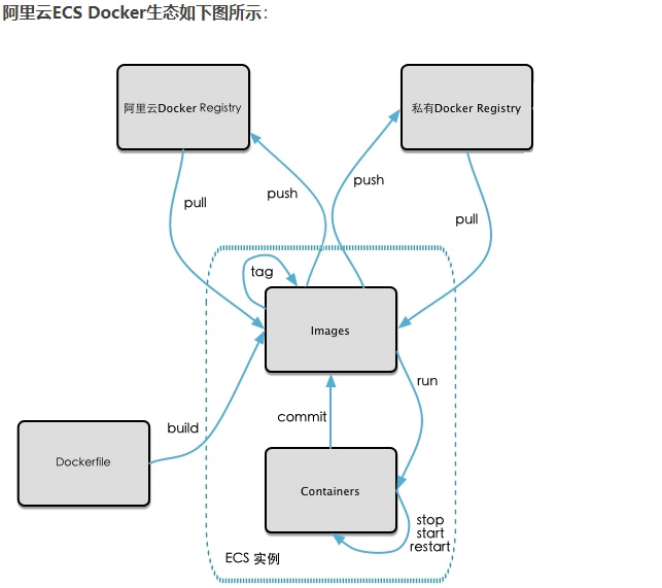 阿里云ECS Docker生态如下图所示：
阿里云Docker Registry
私有Docker Registry
pull
push
push
pull
tag
Images
run
build
commit
Dockerfile
Containers
stop
start
restart
ECS 实例